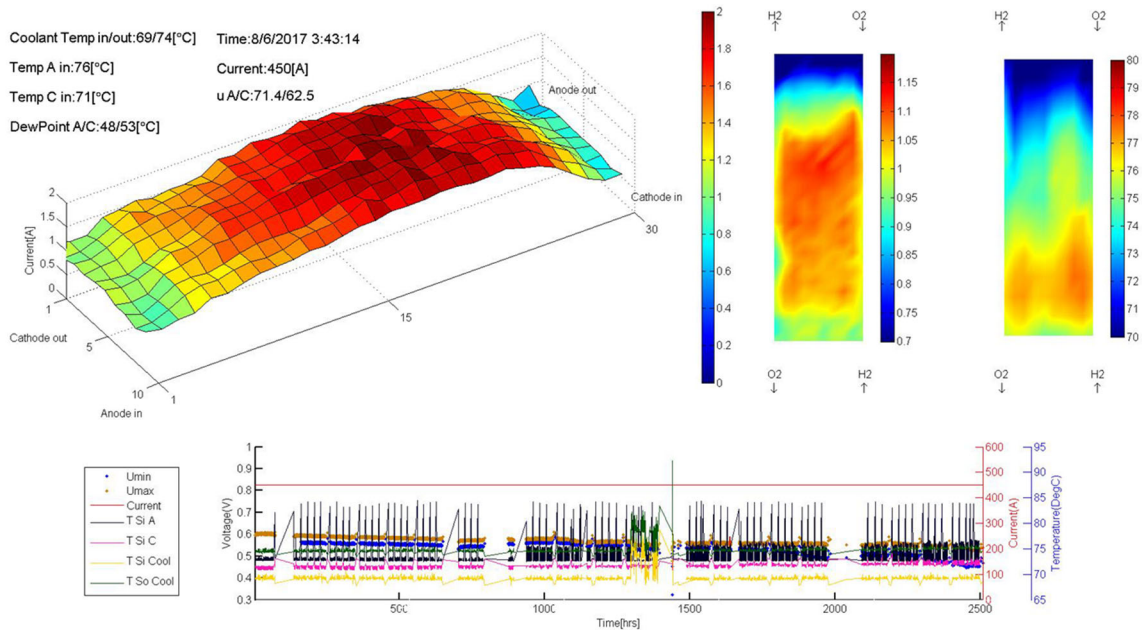 Coolant Temp in/out:69/74[°C]
Time:8/6/2017 3:43:14
Temp A in:76[°C]
Current:450[A]
Temp C in:71[°C]
u A/C:71.4/62.5
DewPoint A/C:48/53[°C]
Anode out
Cathode in
30
15
2
1.5
1
0.5
0
Current[A]
1
5
10
1
Cathode out
Anode in
2
1.8
1.6
1.4
1.2
1
0.8
0.6
0.4
0.2
0
H2
O2
1.15
1.1
1.05
1
0.95
0.9
0.85
0.8
0.75
0.7
O2
H2
H2
O2
80
79
78
77
76
75
74
73
72
71
70
O2
H2
Umin
Umax
Current
T Si A
T Si C
T Si Cool
T So Cool
1
0.9
0.8
0.7
0.6
0.5
0.4
0.3
Voltage(V)
500
1000
1500
2000
2500
Time[hrs]
600
500
400
300
200
100
0
Current(A)
95
90
85
80
75
70
65
Temperature(DegC)